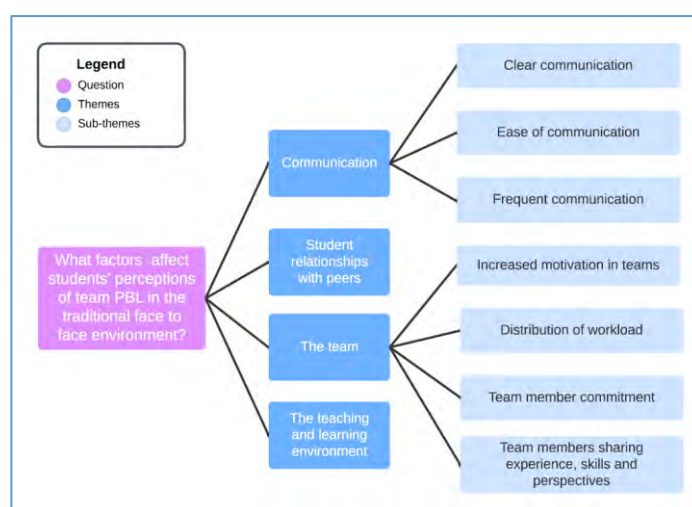 Legend
Question
Themes
Sub-themes
What factors affect
students' perceptions
of team PBL in the
traditional face to
face environment?
Communication
Student
relationships
with peers
The team
The teaching
and learning
environment
Clear communication
Ease of communication
Frequent communication
Increased motivation in teams
Distribution of workload
Team member commitment
Team members sharing
experience, skills and
perspectives